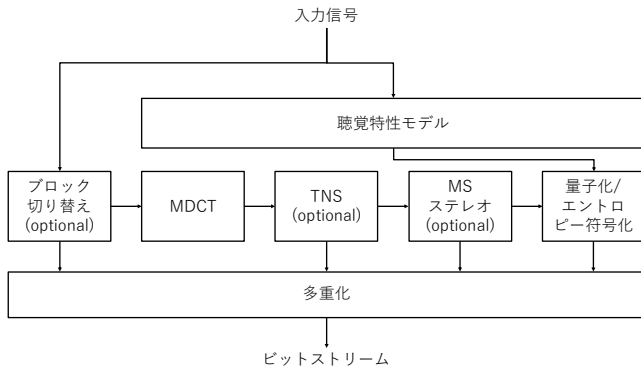 入力信号
聴覚特性モデル
ブロック
切り替え
(optional)
MDCT
TNS
(optional)
MS
ステレオ
(optional)
量子化/
エントロ
ピー符号化
多重化
ビットストリーム